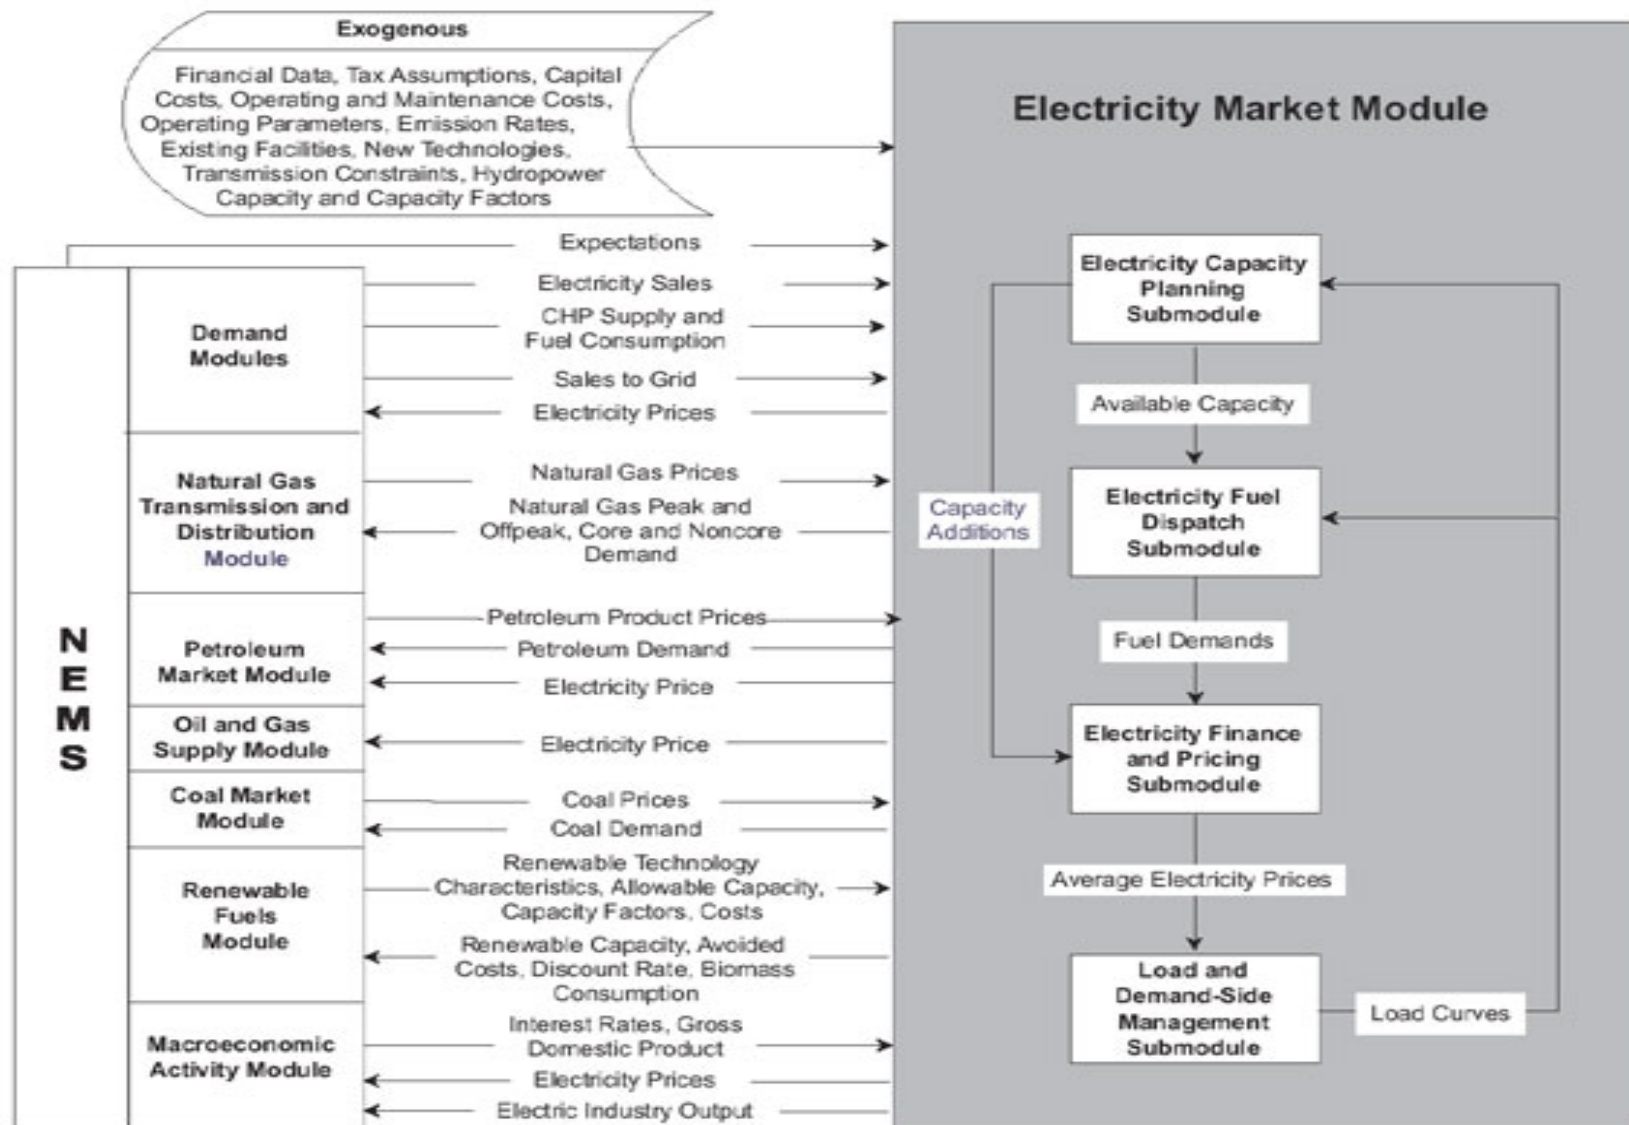 Exogenous
Financial Data, Tax Assumptions, Capital
Costs, Operating and Maintenance Costs,
Operating Parameters, Emission Rates,
Existing Facilities, New Technologies,
Transmission Constraints, Hydropower
Capacity and Capacity Factors
Electricity Market Module
NEMS
Expectations
Demand
Modules
Electricity Sales
CHP Supply and
Fuel Consumption
Sales to Grid
Electricity Prices
Natural Gas
Transmission and
Distribution
Module
Natural Gas Prices
Natural Gas Peak and
Offpeak, Core and Noncore
Demand
Petroleum
Market Module
Petroleum Product Prices
Petroleum Demand
Electricity Price
Oil and Gas
Supply Module
Electricity Price
Coal Market
Module
Coal Prices
Coal Demand
Renewable
Fuels
Module
Renewable Technology
Characteristics, Allowable Capacity,
Capacity Factors, Costs
Renewable Capacity, Avoided
Costs, Discount Rate, Biomass
Consumption
Macroeconomic
Activity Module
Interest Rates, Gross
Domestic Product
Electricity Prices
Electric Industry Output
Electricity Capacity
Planning
Submodule
Available Capacity
Capacity
Additions
Electricity Fuel
Dispatch
Submodule
Fuel Demands
Electricity Finance
and Pricing
Submodule
Average Electricity Prices
Load and
Demand-Side
Management
Submodule
Load Curves